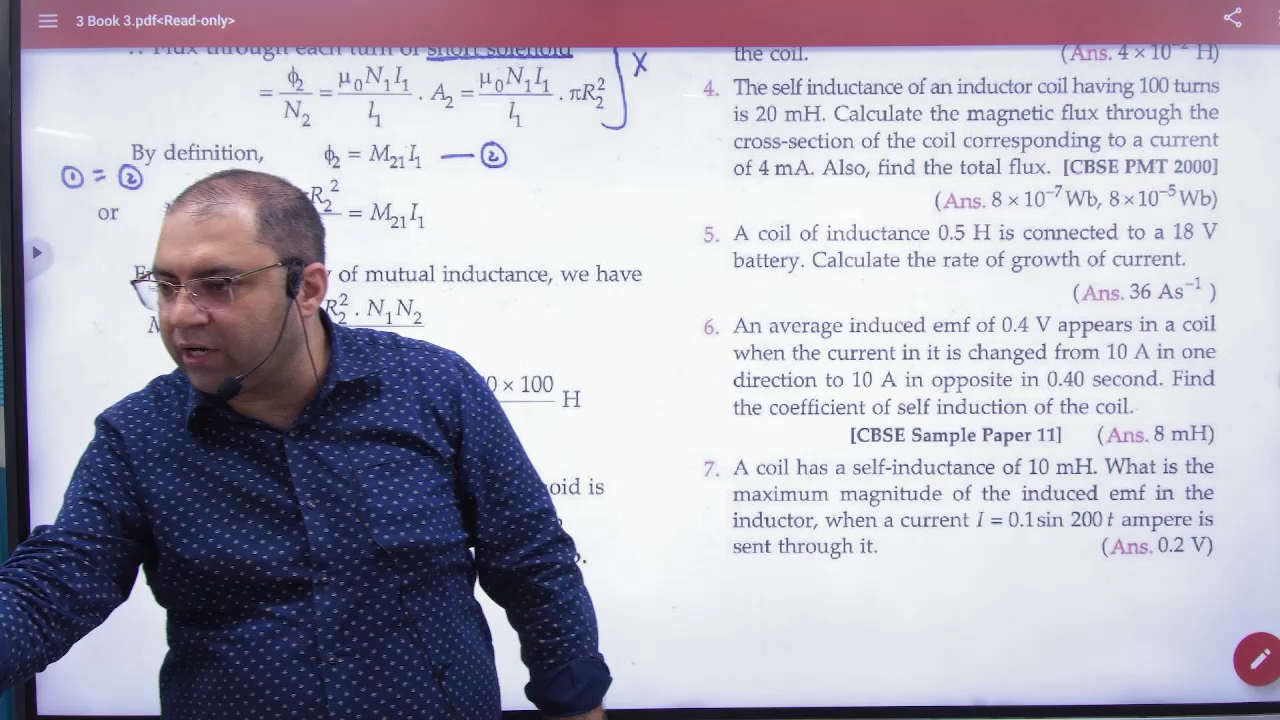 3 Book 3.pdf<Read-only>
∴ Flux through each turn of short solenoid
= ϕ₂/N₂ = μ₀N₁I₁/l₁ . A₂ = μ₀N₁I₁/l₁ . πR₂² X
By definition, ϕ₂ = M₂₁I₁ — ②
① = ②
or R₂² = M₂₁I₁
of mutual inductance, we have
R₂² . N₁N₂
0 × 100 H
oid is
the coil. (Ans. 4 × 10⁻² H)
4. The self inductance of an inductor coil having 100 turns
is 20 mH. Calculate the magnetic flux through the
cross-section of the coil corresponding to a current
of 4 mA. Also, find the total flux. [CBSE PMT 2000]
(Ans. 8 × 10⁻⁷ Wb, 8×10⁻⁵ Wb)
5. A coil of inductance 0.5 H is connected to a 18 V
battery. Calculate the rate of growth of current.
(Ans. 36 As⁻¹ )
6. An average induced emf of 0.4 V appears in a coil
when the current in it is changed from 10 A in one
direction to 10 A in opposite in 0.40 second. Find
the coefficient of self induction of the coil.
[CBSE Sample Paper 11] (Ans. 8 mH)
7. A coil has a self-inductance of 10 mH. What is the
maximum magnitude of the induced emf in the
inductor, when a current I = 0.1 sin 200 t ampere is
sent through it. (Ans. 0.2 V)